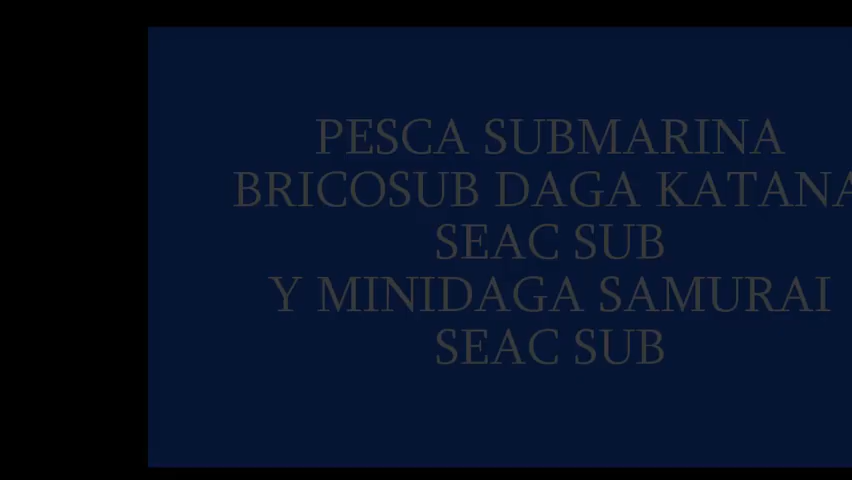 PESCA SUBMARINA
BRICOSUB DAGA KATANA
SEAC SUB
Y MINIDAGA SAMURAI
SEAC SUB